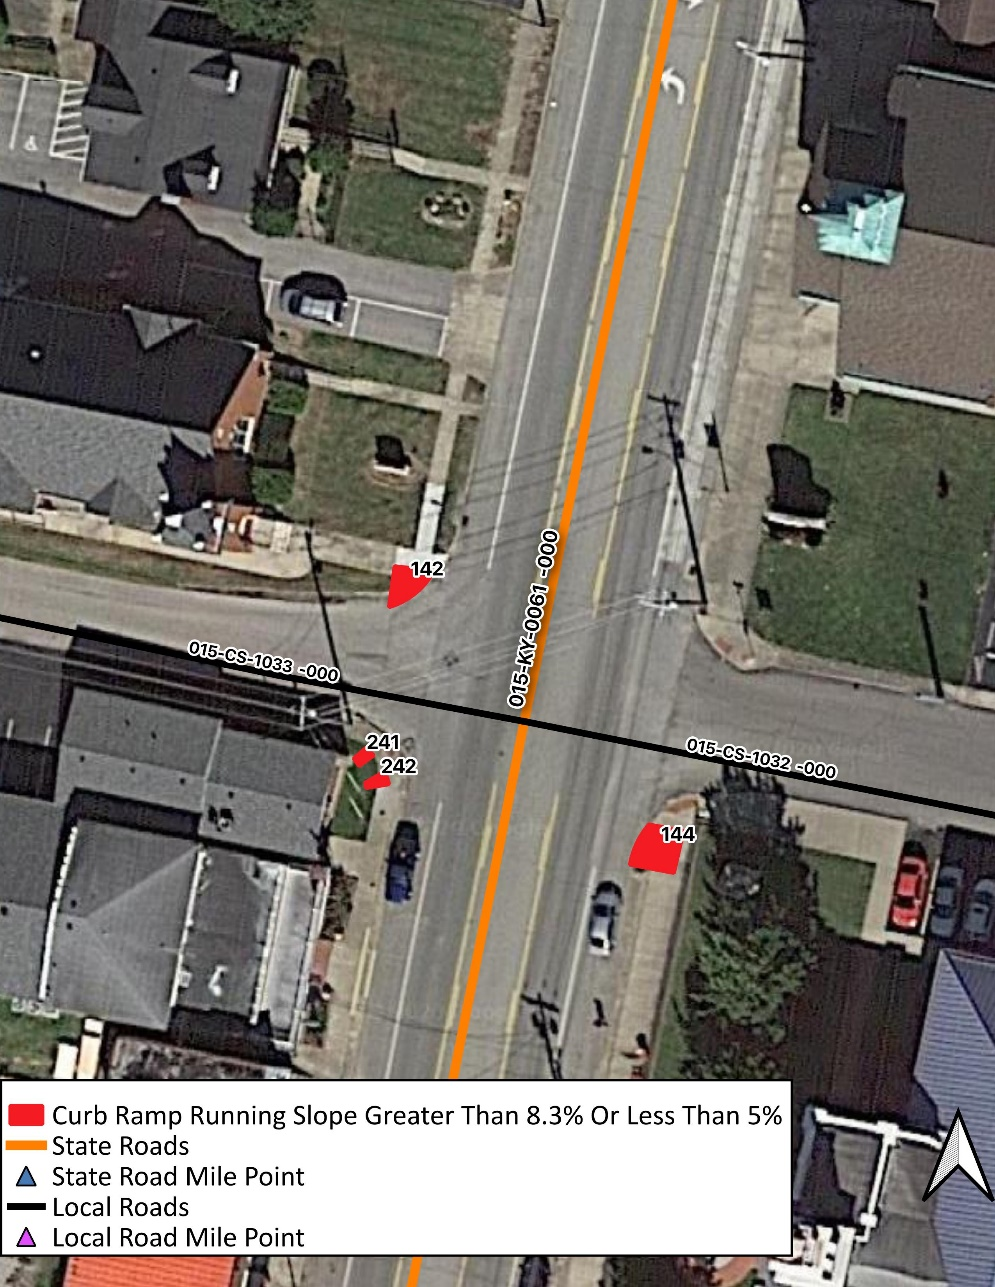 142
015-KY-0061 -000
015-CS-1033 -000
241
242
015-CS-1032 -000
144
Curb Ramp Running Slope Greater Than 8.3% Or Less Than 5%
State Roads
State Road Mile Point
Local Roads
Local Road Mile Point